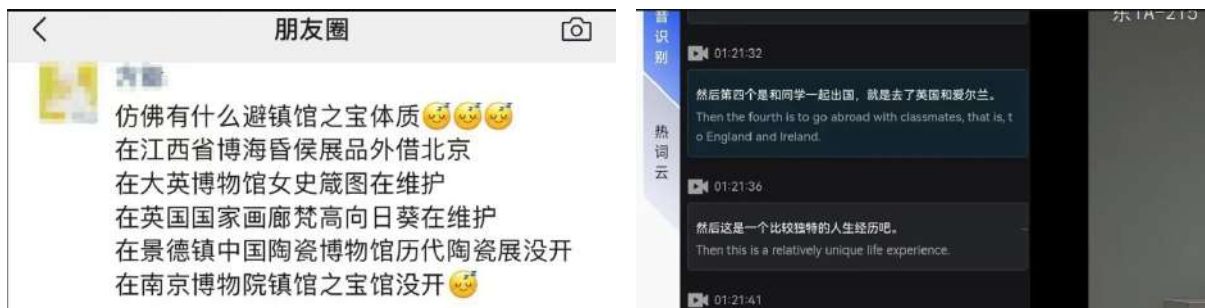 朋友圈
仿佛有什么避镇馆之宝体质😴😴😴
在江西省博海昏侯展品外借北京
在大英博物馆女史箴图在维护
在英国国家画廊梵高向日葵在维护
在景德镇中国陶瓷博物馆历代陶瓷展没开
在南京博物院镇馆之宝馆没开😴
音识别
热词云
01:21:32
然后第四个是和同学一起出国，就是去了英国和爱尔兰。
Then the fourth is to go abroad with classmates, that is, t
o England and Ireland.
01:21:36
然后这是一个比较独特的人生经历吧。
Then this is a relatively unique life experience.
01:21:41
东1A-215